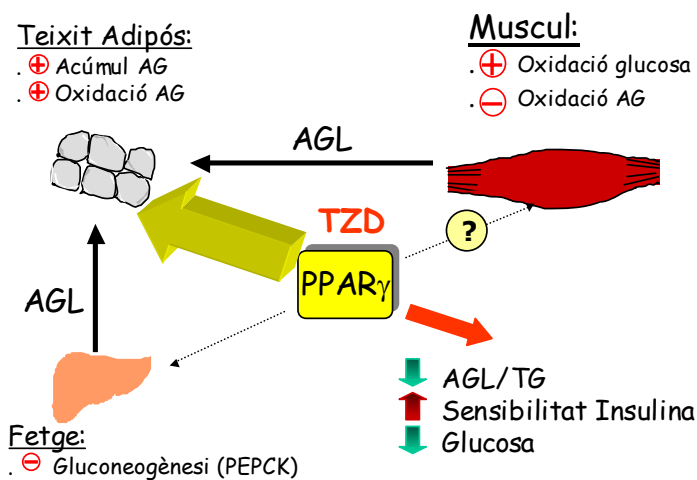 Teixit Adipós:
. ⊕ Acúmul AG
. ⊕ Oxidació AG
Muscul:
. ⊕ Oxidació glucosa
. ⊖ Oxidació AG
AGL
TZD
?
PPARγ
AGL
AGL/TG
Sensibilitat Insulina
Glucosa
Fetge:
. ⊖ Gluconeogènesi (PEPCK)